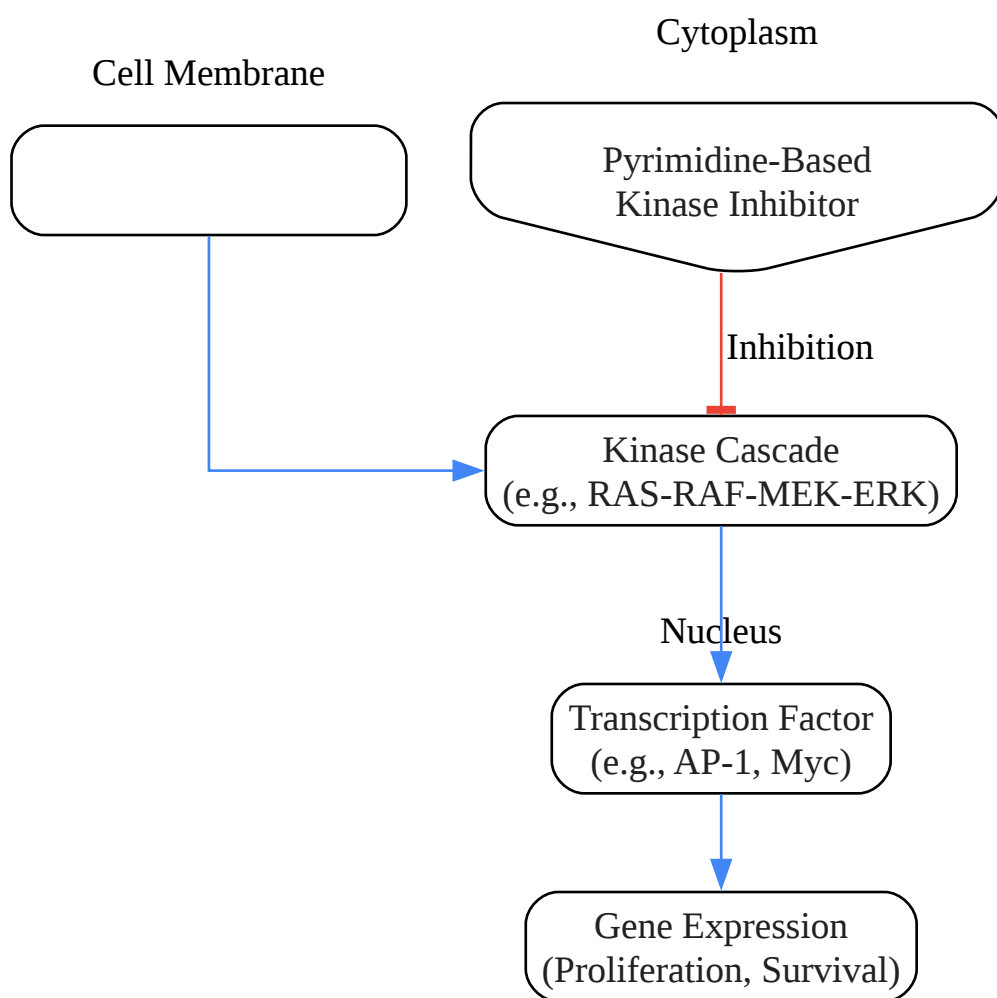 Cytoplasm
Cell Membrane
Pyrimidine-Based
Kinase Inhibitor
Inhibition
Kinase Cascade
(e.g., RAS-RAF-MEK-ERK)
Nucleus
Transcription Factor
(e.g., AP-1, Myc)
Gene Expression
(Proliferation, Survival)